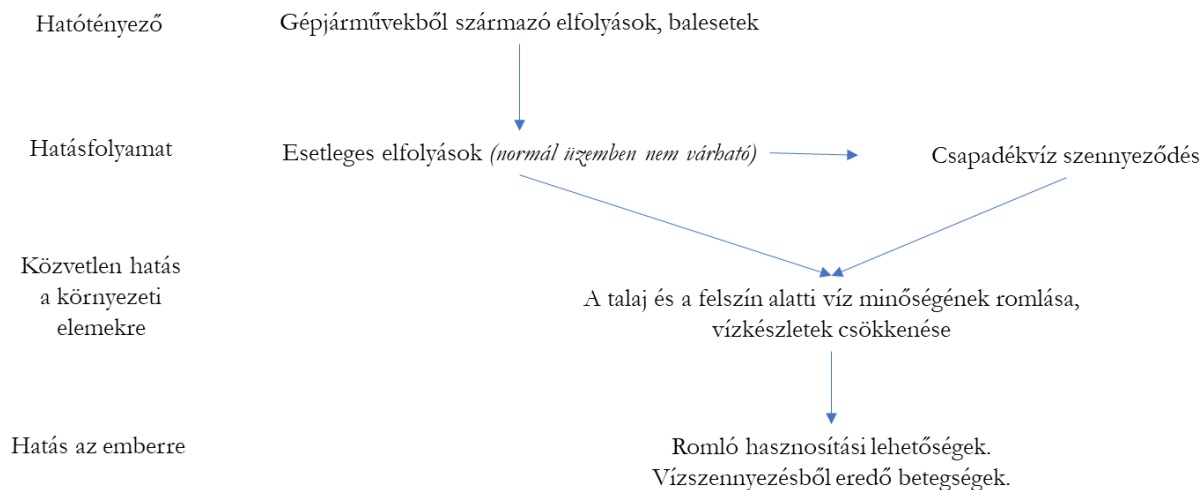 Hatótényező
Gépjárművekből származó elfolyások, balesetek
Hatásfolyamat
Esetleges elfolyások (normál üzemben nem várható)
Csapadékvíz szennyeződés
Közvetlen hatás
a környezeti
elemekre
A talaj és a felszín alatti víz minőségének romlása,
vízkészletek csökkenése
Hatás az emberre
Romló hasznosítási lehetőségek.
Vízszennyezésből eredő betegségek.